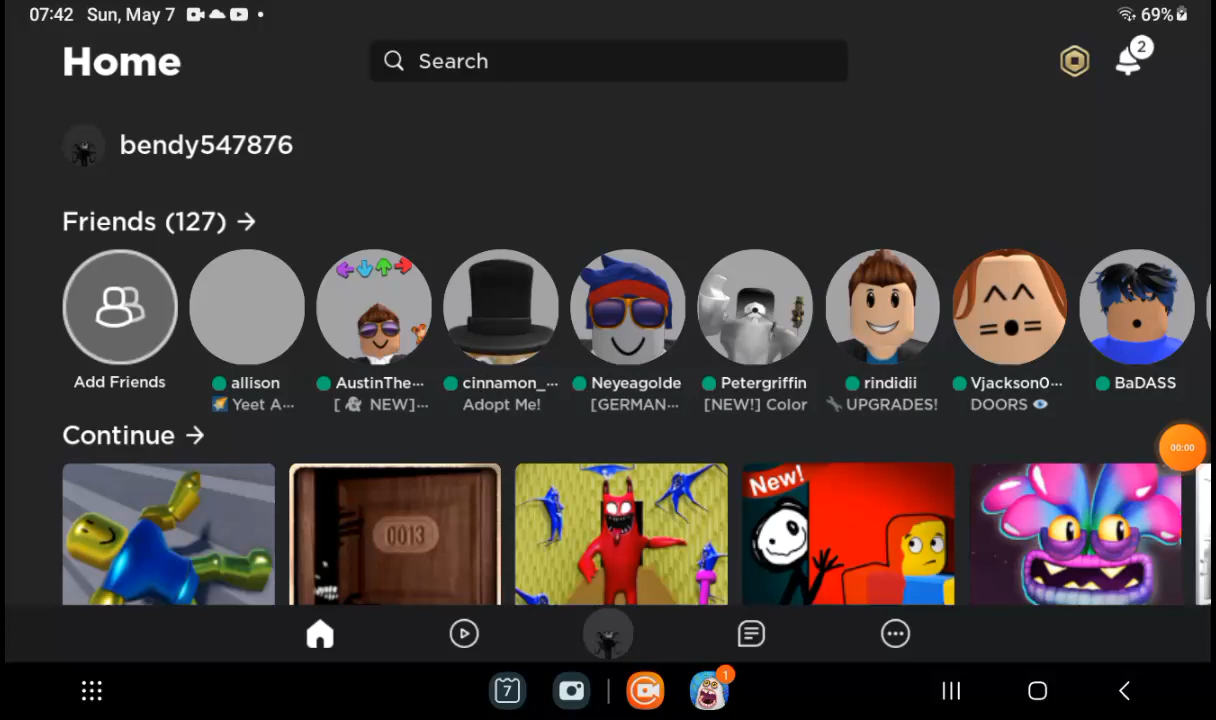 07:42 Sun, May 7
69%
Home
Search
2
bendy547876
Friends (127) →
Add Friends
allison
Yeet A...
AustinThe...
[ NEW]...
cinnamon_...
Adopt Me!
Neyeagolde
[GERMAN...
Petergriffin
[NEW!] Color
rindidii
UPGRADES!
Vjackson0...
DOORS
BaDASS
Continue →
00:00
0013
New!
7
1